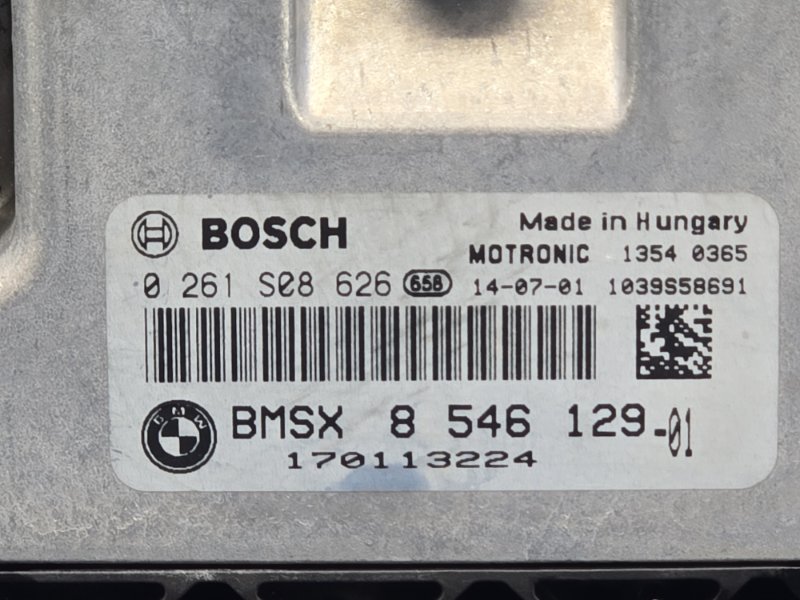 BOSCH Made in Hungary
MOTRONIC 1354 0365
0 261 S08 626 658 14-07-01 1039S58691
BMW BMSX 8 546 129-01
170113224